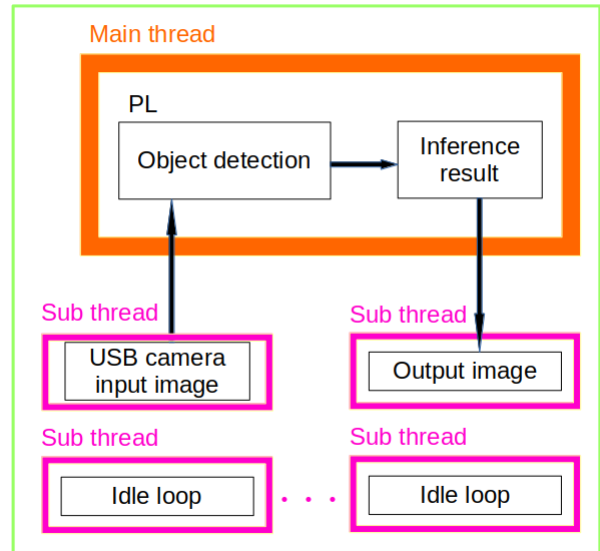 Main thread
PL
Object detection
Inference
result
Sub thread
USB camera
input image
Sub thread
Output image
Sub thread
Idle loop
. . .
Sub thread
Idle loop